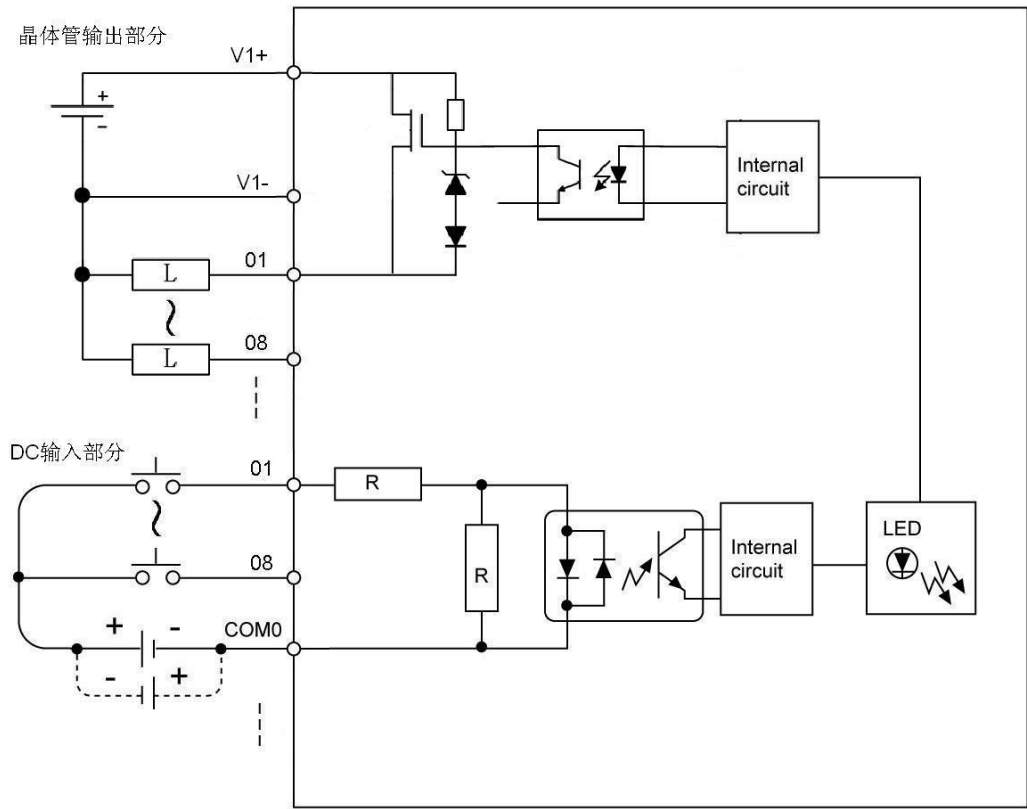 晶体管输出部分
V1+
+
-
V1-
Internal
circuit
01
L
08
L
DC输入部分
01
R
08
R
Internal
circuit
LED
+ -
COM0
- +